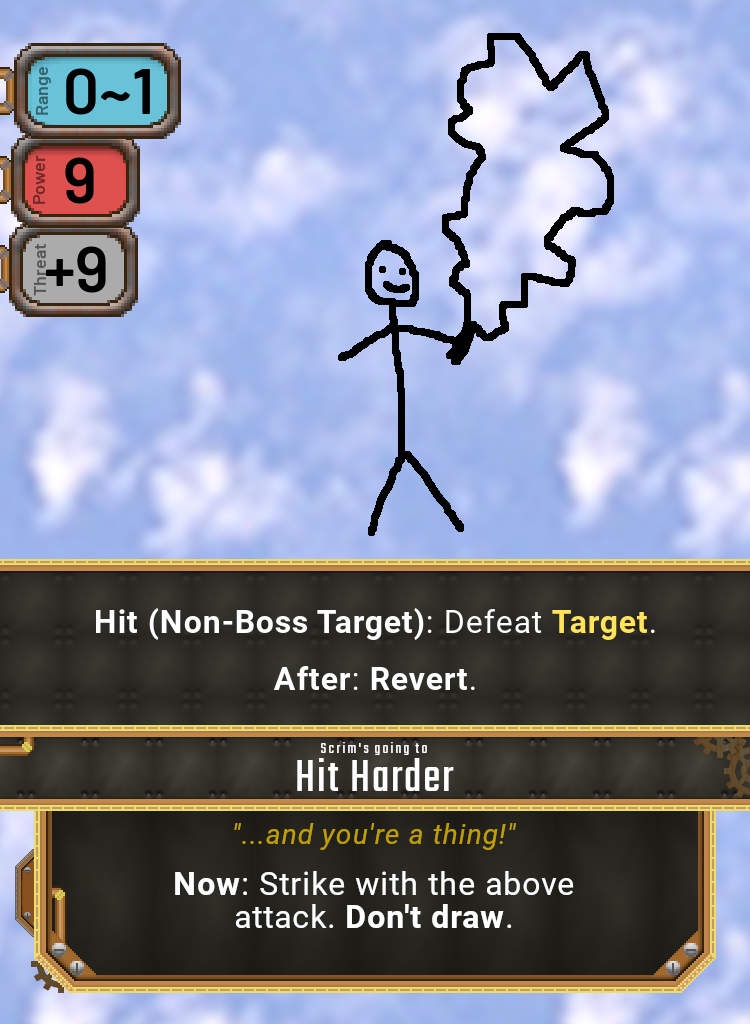 Range 0~1
Power 9
Threat +9
Hit (Non-Boss Target): Defeat Target.
After: Revert.
Scrim's going to
Hit Harder
"...and you're a thing!"
Now: Strike with the above
attack. Don't draw.